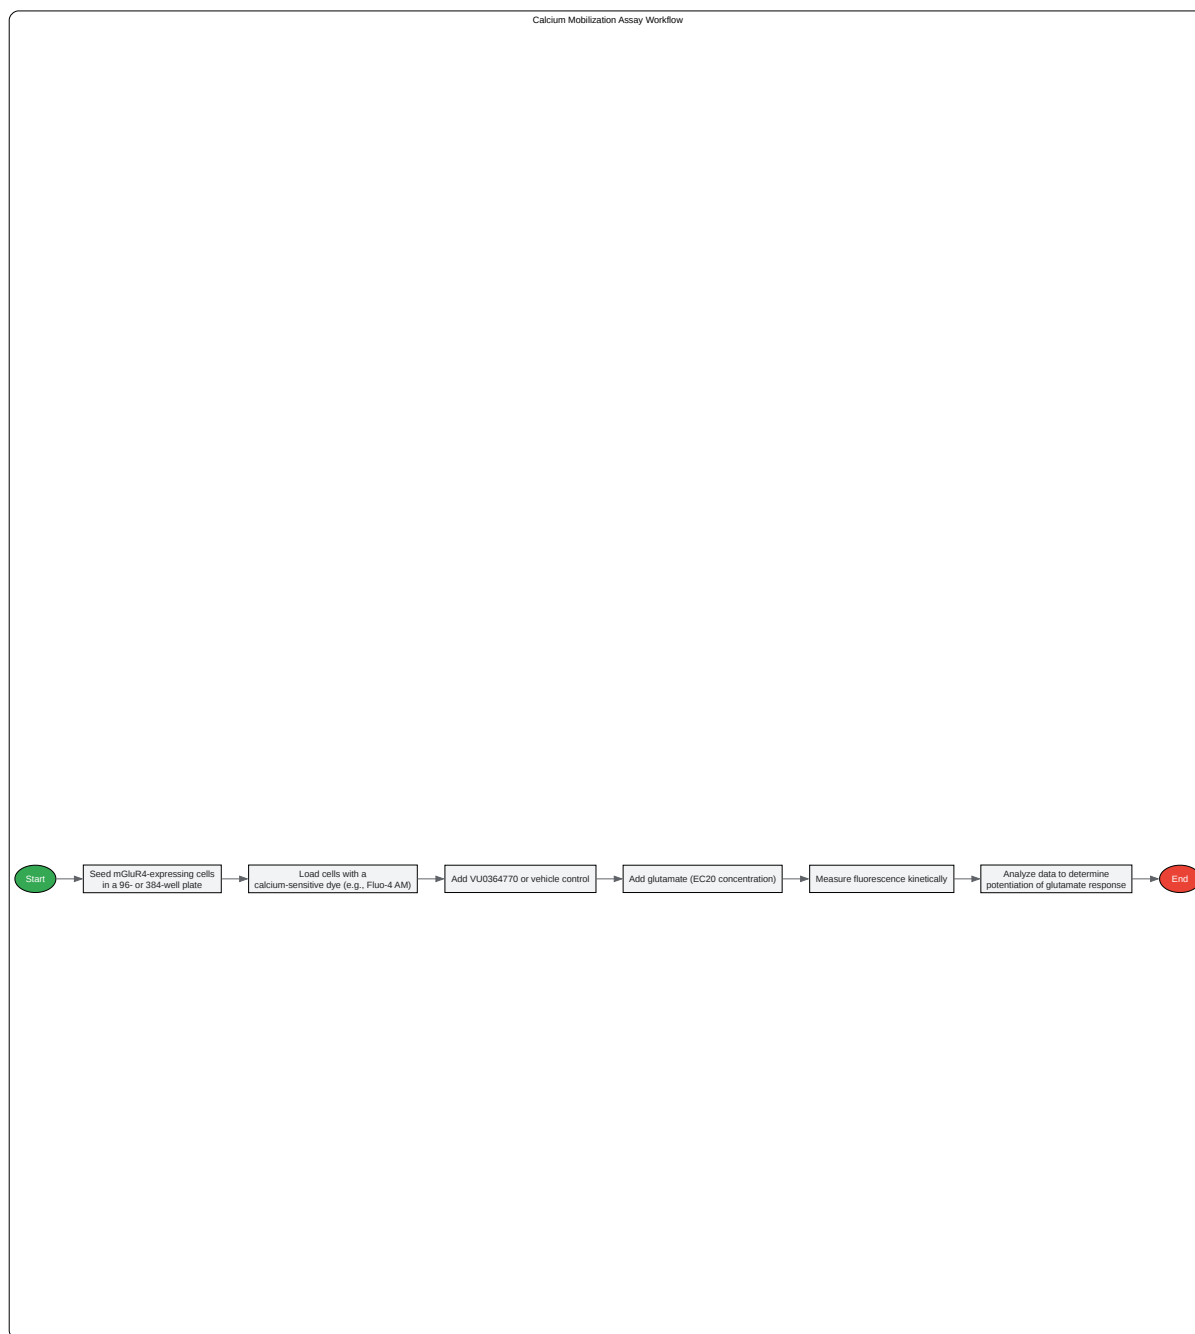 Calcium Mobilization Assay Workflow
Start
Seed mGluR4-expressing cells
in a 96- or 384-well plate
Load cells with a
calcium-sensitive dye (e.g., Fluo-4 AM)
Add VU0364770 or vehicle control
Add glutamate (EC20 concentration)
Measure fluorescence kinetically
Analyze data to determine
potentiation of glutamate response
End